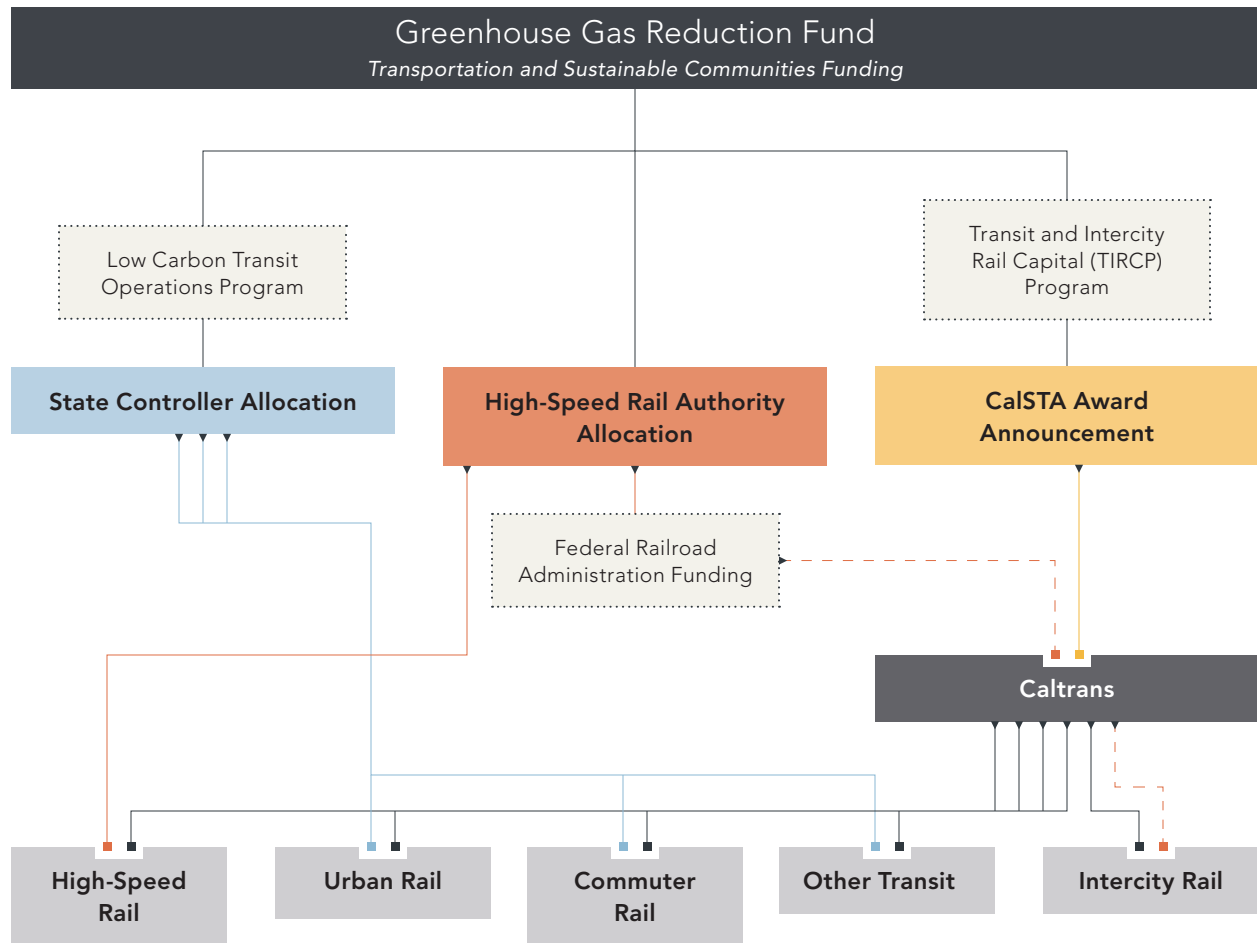 Greenhouse Gas Reduction Fund
Transportation and Sustainable Communities Funding
Low Carbon Transit
Operations Program
Transit and Intercity
Rail Capital (TIRCP)
Program
State Controller Allocation
High-Speed Rail Authority
Allocation
CalSTA Award
Announcement
Federal Railroad
Administration Funding
Caltrans
High-Speed
Rail
Urban Rail
Commuter
Rail
Other Transit
Intercity Rail